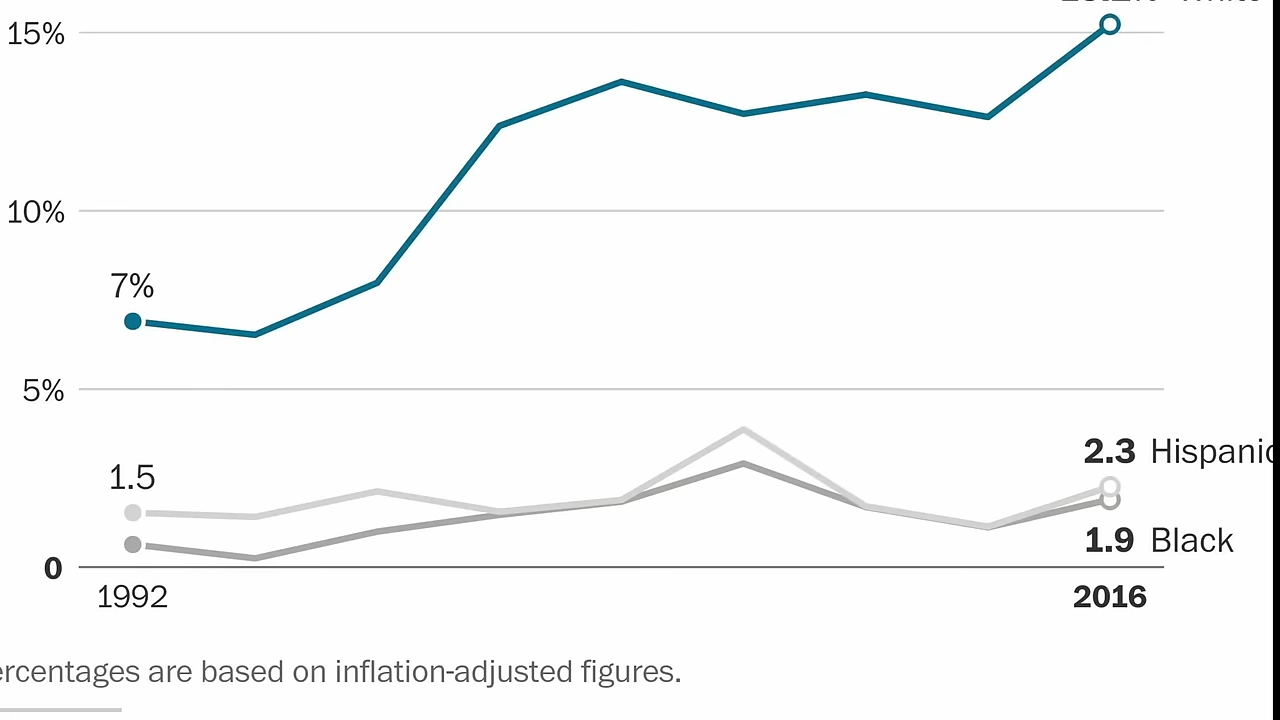 15%
10%
7%
5%
2.3 Hispanic
1.5
1.9 Black
0
1992 2016
ercentages are based on inflation-adjusted figures.